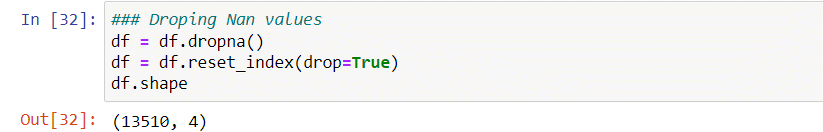 In [32]: ### Droping Nan values
df = df.dropna()
df = df.reset_index(drop=True)
df.shape
Out[32]: (13510, 4)